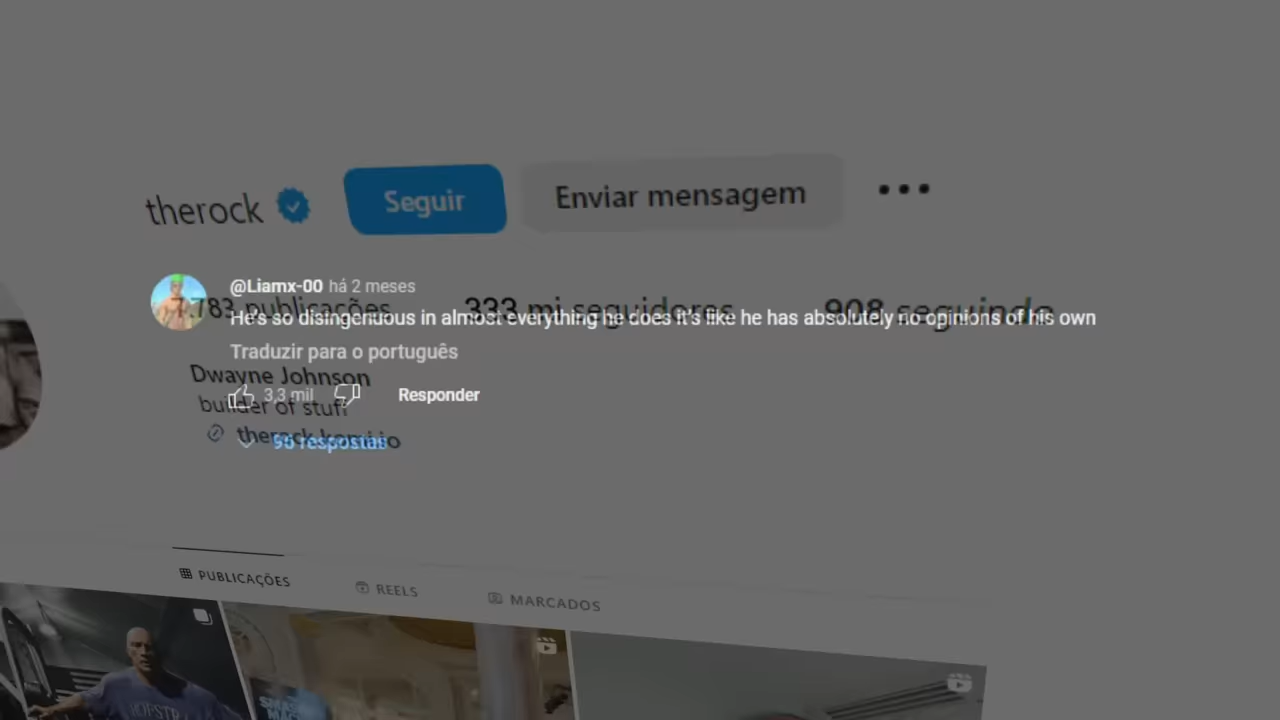 therock
Seguir
Enviar mensagem
@Liamx-00 há 2 meses
.783 publicações
333 mi seguidores
908 seguindo
He's so disingenuous in almost everything he does it's like he has absolutely no opinions of his own
Traduzir para o português
Dwayne Johnson
3,3 mil
Responder
builder of stuff
96 respostas
PUBLICAÇÕES
REELS
MARCADOS